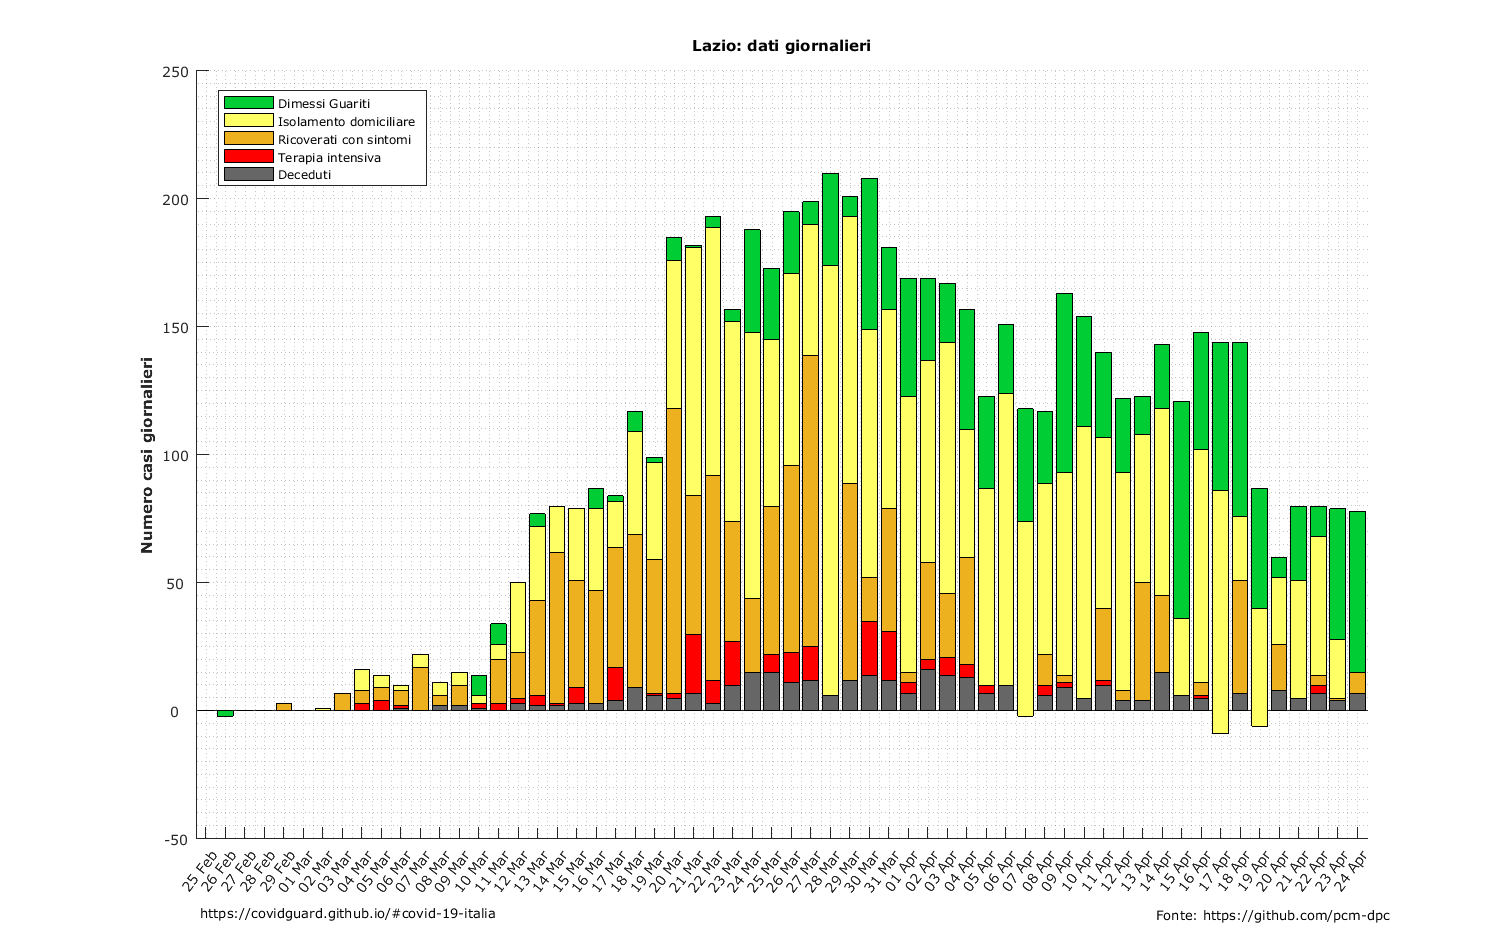 Lazio: dati giornalieri
250
200
150
100
50
0
-50
Numero casi giornalieri
Dimessi Guariti
Isolamento domiciliare
Ricoverati con sintomi
Terapia intensiva
Deceduti
25 Feb
26 Feb
27 Feb
28 Feb
29 Feb
01 Mar
02 Mar
03 Mar
04 Mar
05 Mar
06 Mar
07 Mar
08 Mar
09 Mar
10 Mar
11 Mar
12 Mar
13 Mar
14 Mar
15 Mar
16 Mar
17 Mar
18 Mar
19 Mar
20 Mar
21 Mar
22 Mar
23 Mar
24 Mar
25 Mar
26 Mar
27 Mar
28 Mar
29 Mar
30 Mar
31 Mar
01 Apr
02 Apr
03 Apr
04 Apr
05 Apr
06 Apr
07 Apr
08 Apr
09 Apr
10 Apr
11 Apr
12 Apr
13 Apr
14 Apr
15 Apr
16 Apr
17 Apr
18 Apr
19 Apr
20 Apr
21 Apr
22 Apr
23 Apr
24 Apr
https://covidguard.github.io/#covid-19-italia
Fonte: https://github.com/pcm-dpc